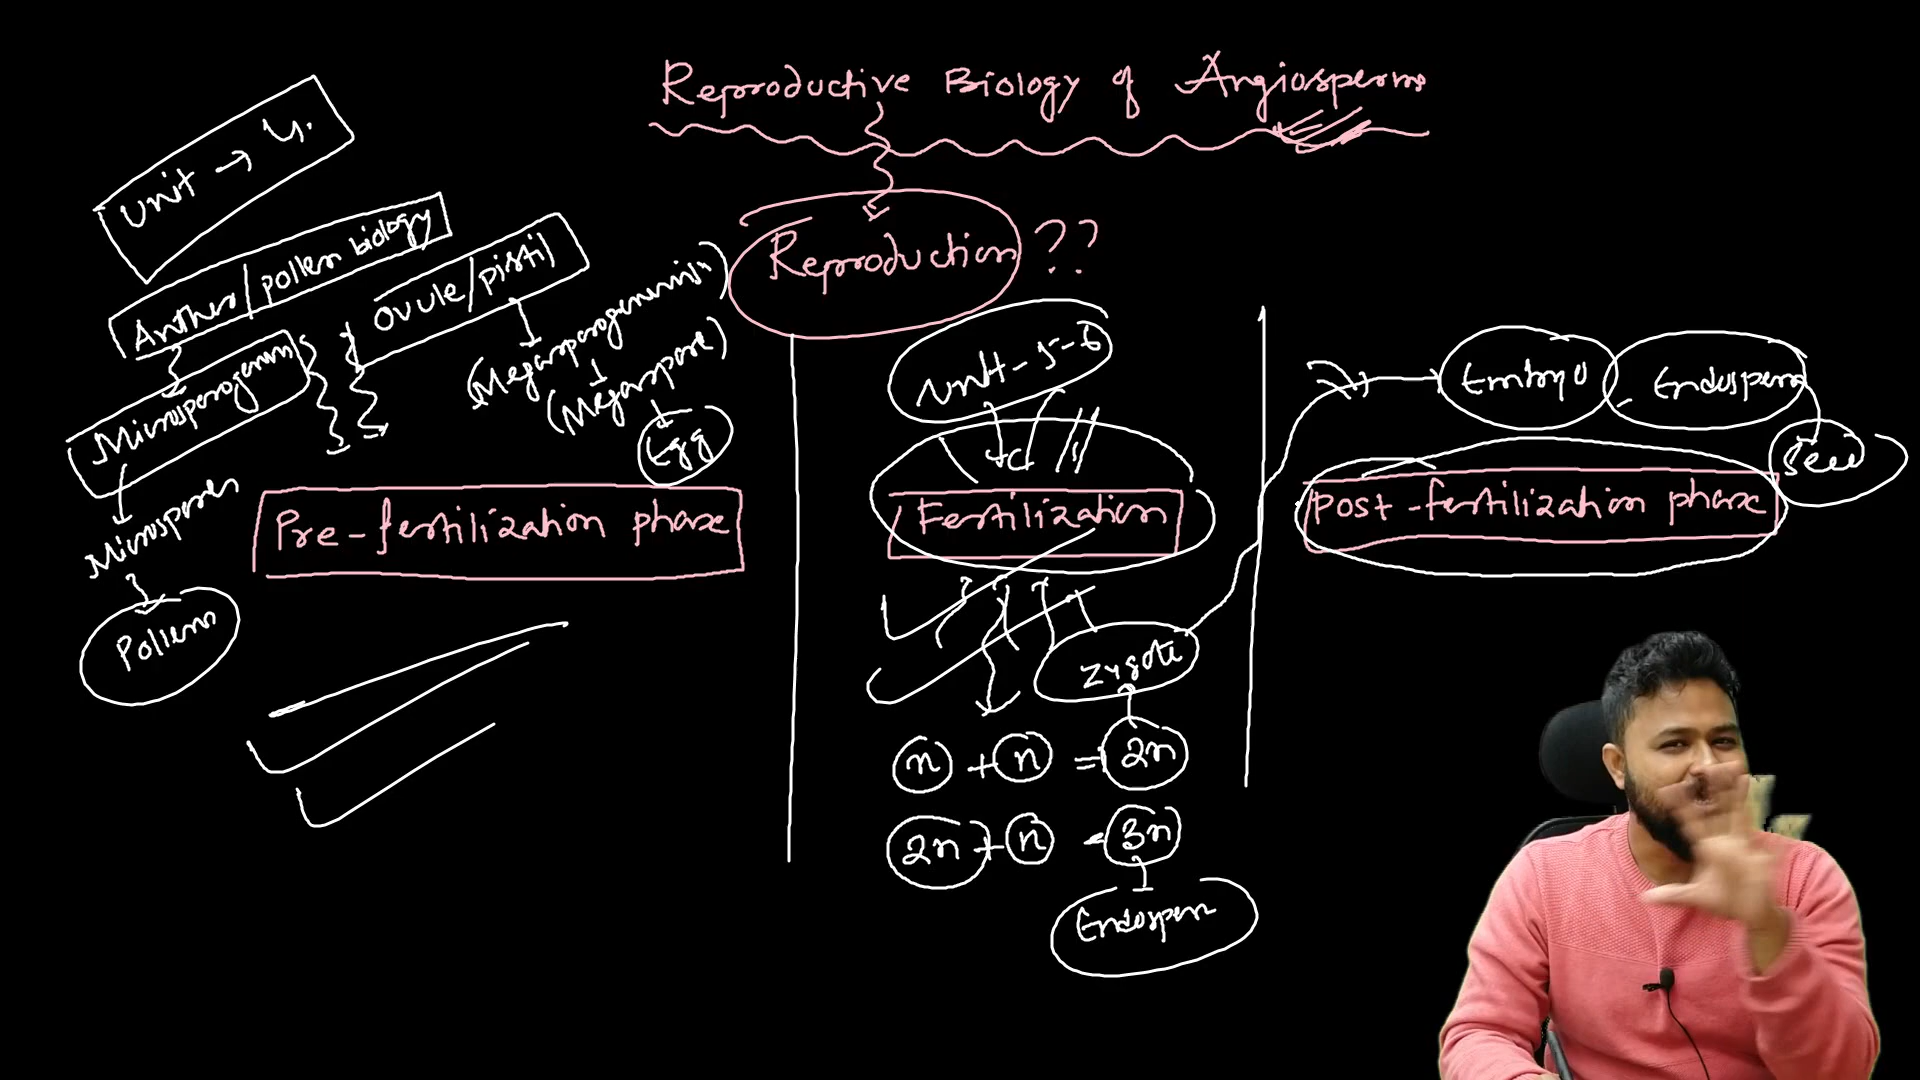 Reproductive Biology of Angiosperms
Unit → 4.
Anther/pollen biology
Ovule/pistil
Reproduction ??
Microsporogenesis
Microspores
Pollen
(Megasporogenesis)
(Megaspore)
Egg
Pre-fertilization phase
Unit-5-6
Fertilization
Zygote
n + n = 2n
2n + n = 3n
Endosperm
Embryo
Endosperm
Seed
Post-fertilization phase